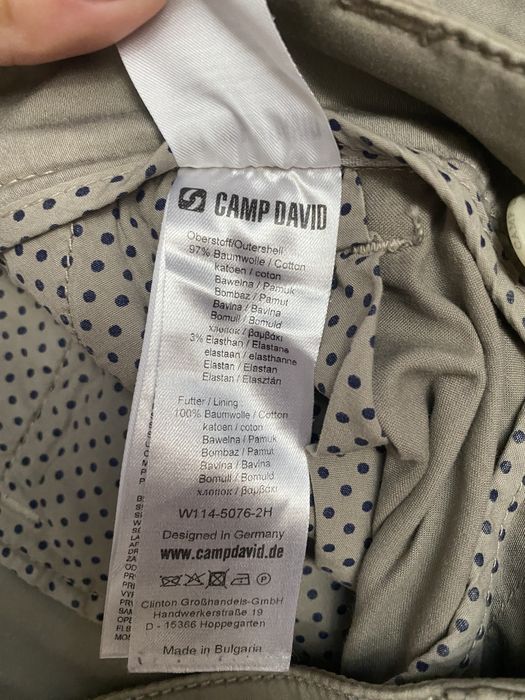 CAMP DAVID
Oberstoff/Outershell
97% Baumwolle / Cotton
katoen / coton
Bawełna / Pamuk
Bombaz / Pamut
Bavlna / Bavlna
Bomull / Bomuld
хлопок / βαμβάκι
3% Elasthan / Elastane
elastaan / elasthanne
Elastan / Elastan
Elastan / Elasztán
Futter / Lining
100% Baumwolle / Cotton
katoen / coton
Bawełna / Pamuk
Bombaz / Pamut
Bavlna / Bavlna
Bomull / Bomuld
хлопок / βαμβάκι
W114-5076-2H
Designed in Germany
www.campdavid.de
Clinton Großhandels-GmbH
Handwerkerstraße 19
D - 15366 Hoppegarten
Made in Bulgaria